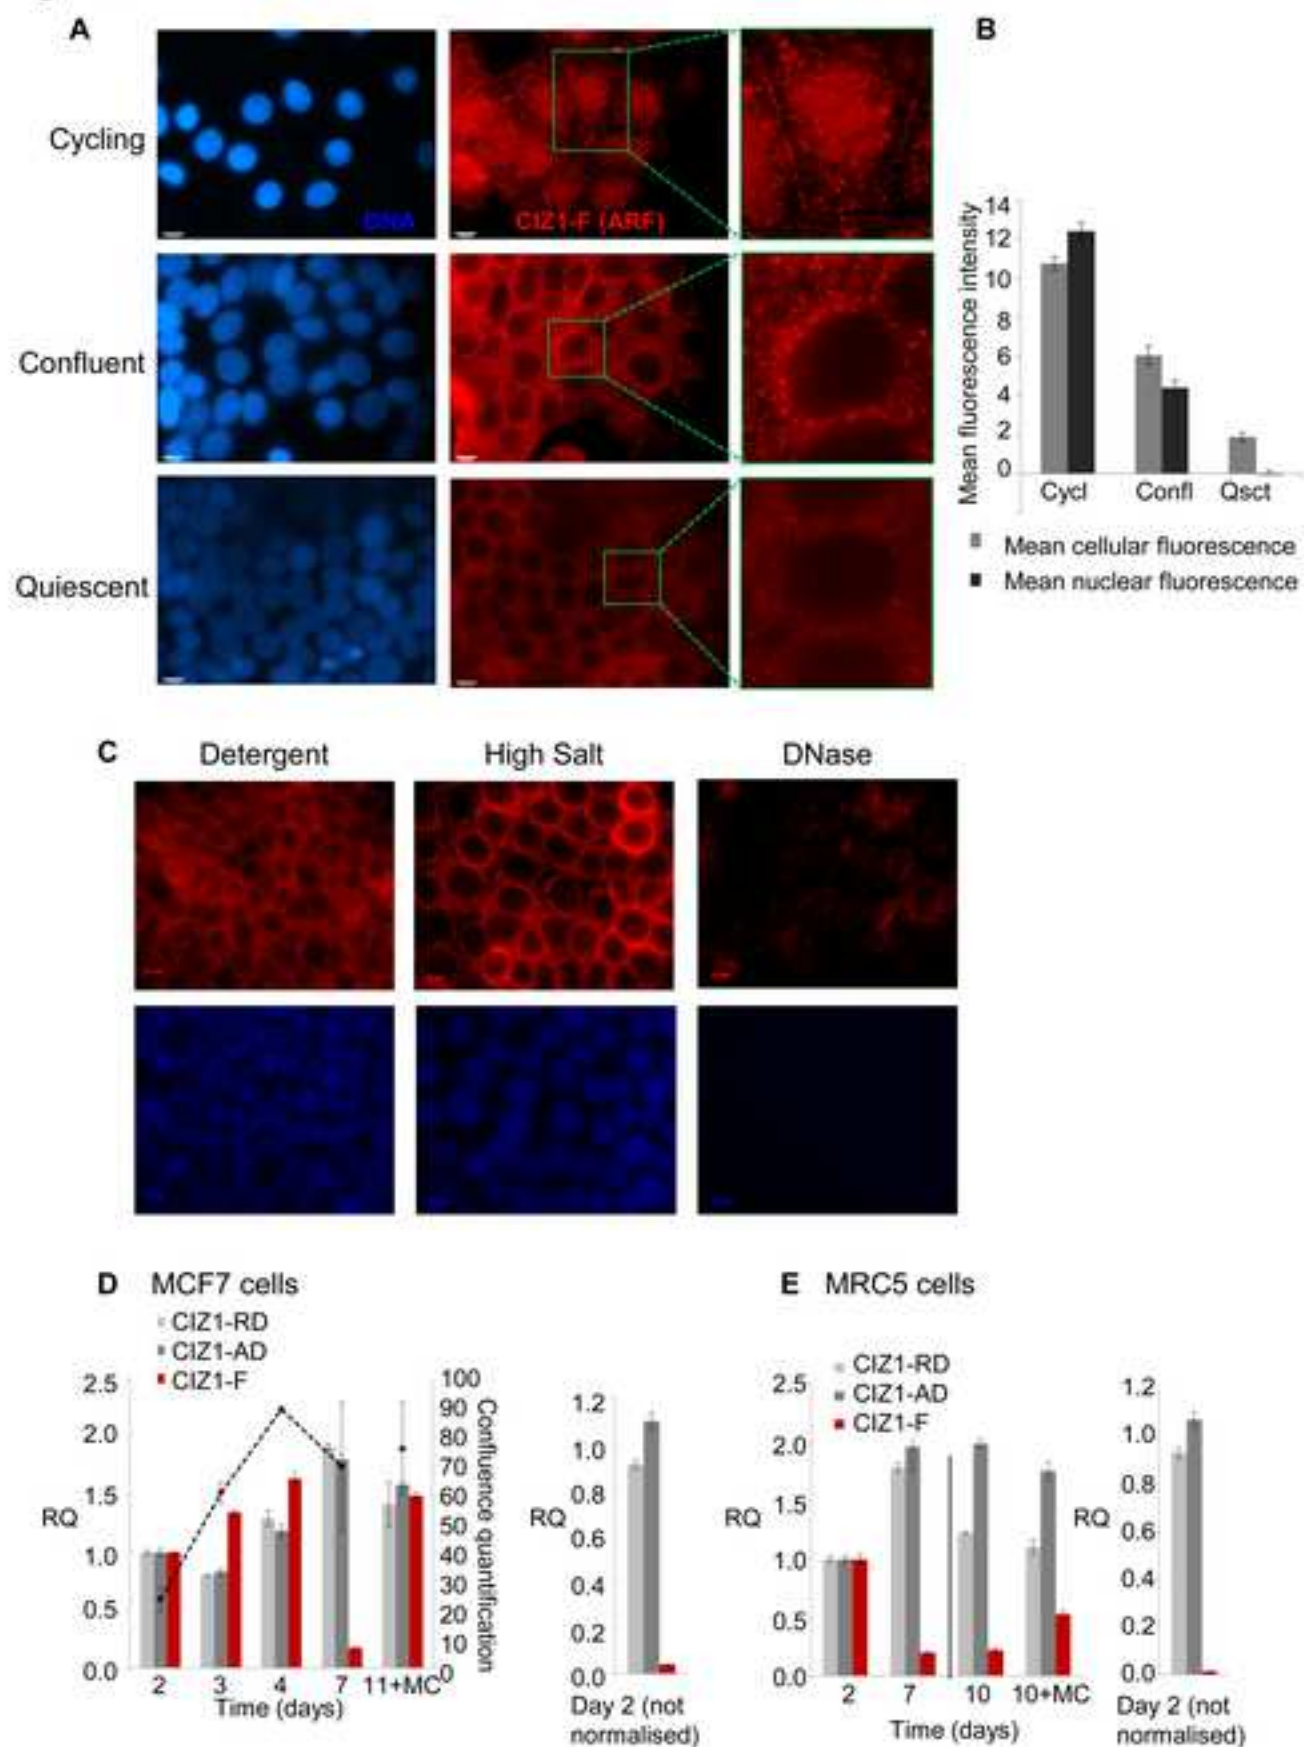 A
B
Cycling
DNA
CIZ1-F (ARF)
Confluent
Quiescent
Mean fluorescence intensity
14
12
10
8
6
4
2
0
Cycl Confl Qsct
Mean cellular fluorescence
Mean nuclear fluorescence
C
Detergent High Salt DNase
D MCF7 cells
CIZ1-RD
CIZ1-AD
CIZ1-F
2.5
2.0
1.5
1.0
0.5
0.0
RQ
100
90
80
70
60
50
40
30
20
10
0
Confluence quantification
2 3 4 7 11+MC
Time (days)
1.2
1.0
0.8
0.6
0.4
0.2
0.0
RQ
Day 2 (not
normalised)
E MRC5 cells
CIZ1-RD
CIZ1-AD
CIZ1-F
2.5
2.0
1.5
1.0
0.5
0.0
RQ
2 7 10 10+MC
Time (days)
1.2
1.0
0.8
0.6
0.4
0.2
0.0
RQ
Day 2 (not
normalised)